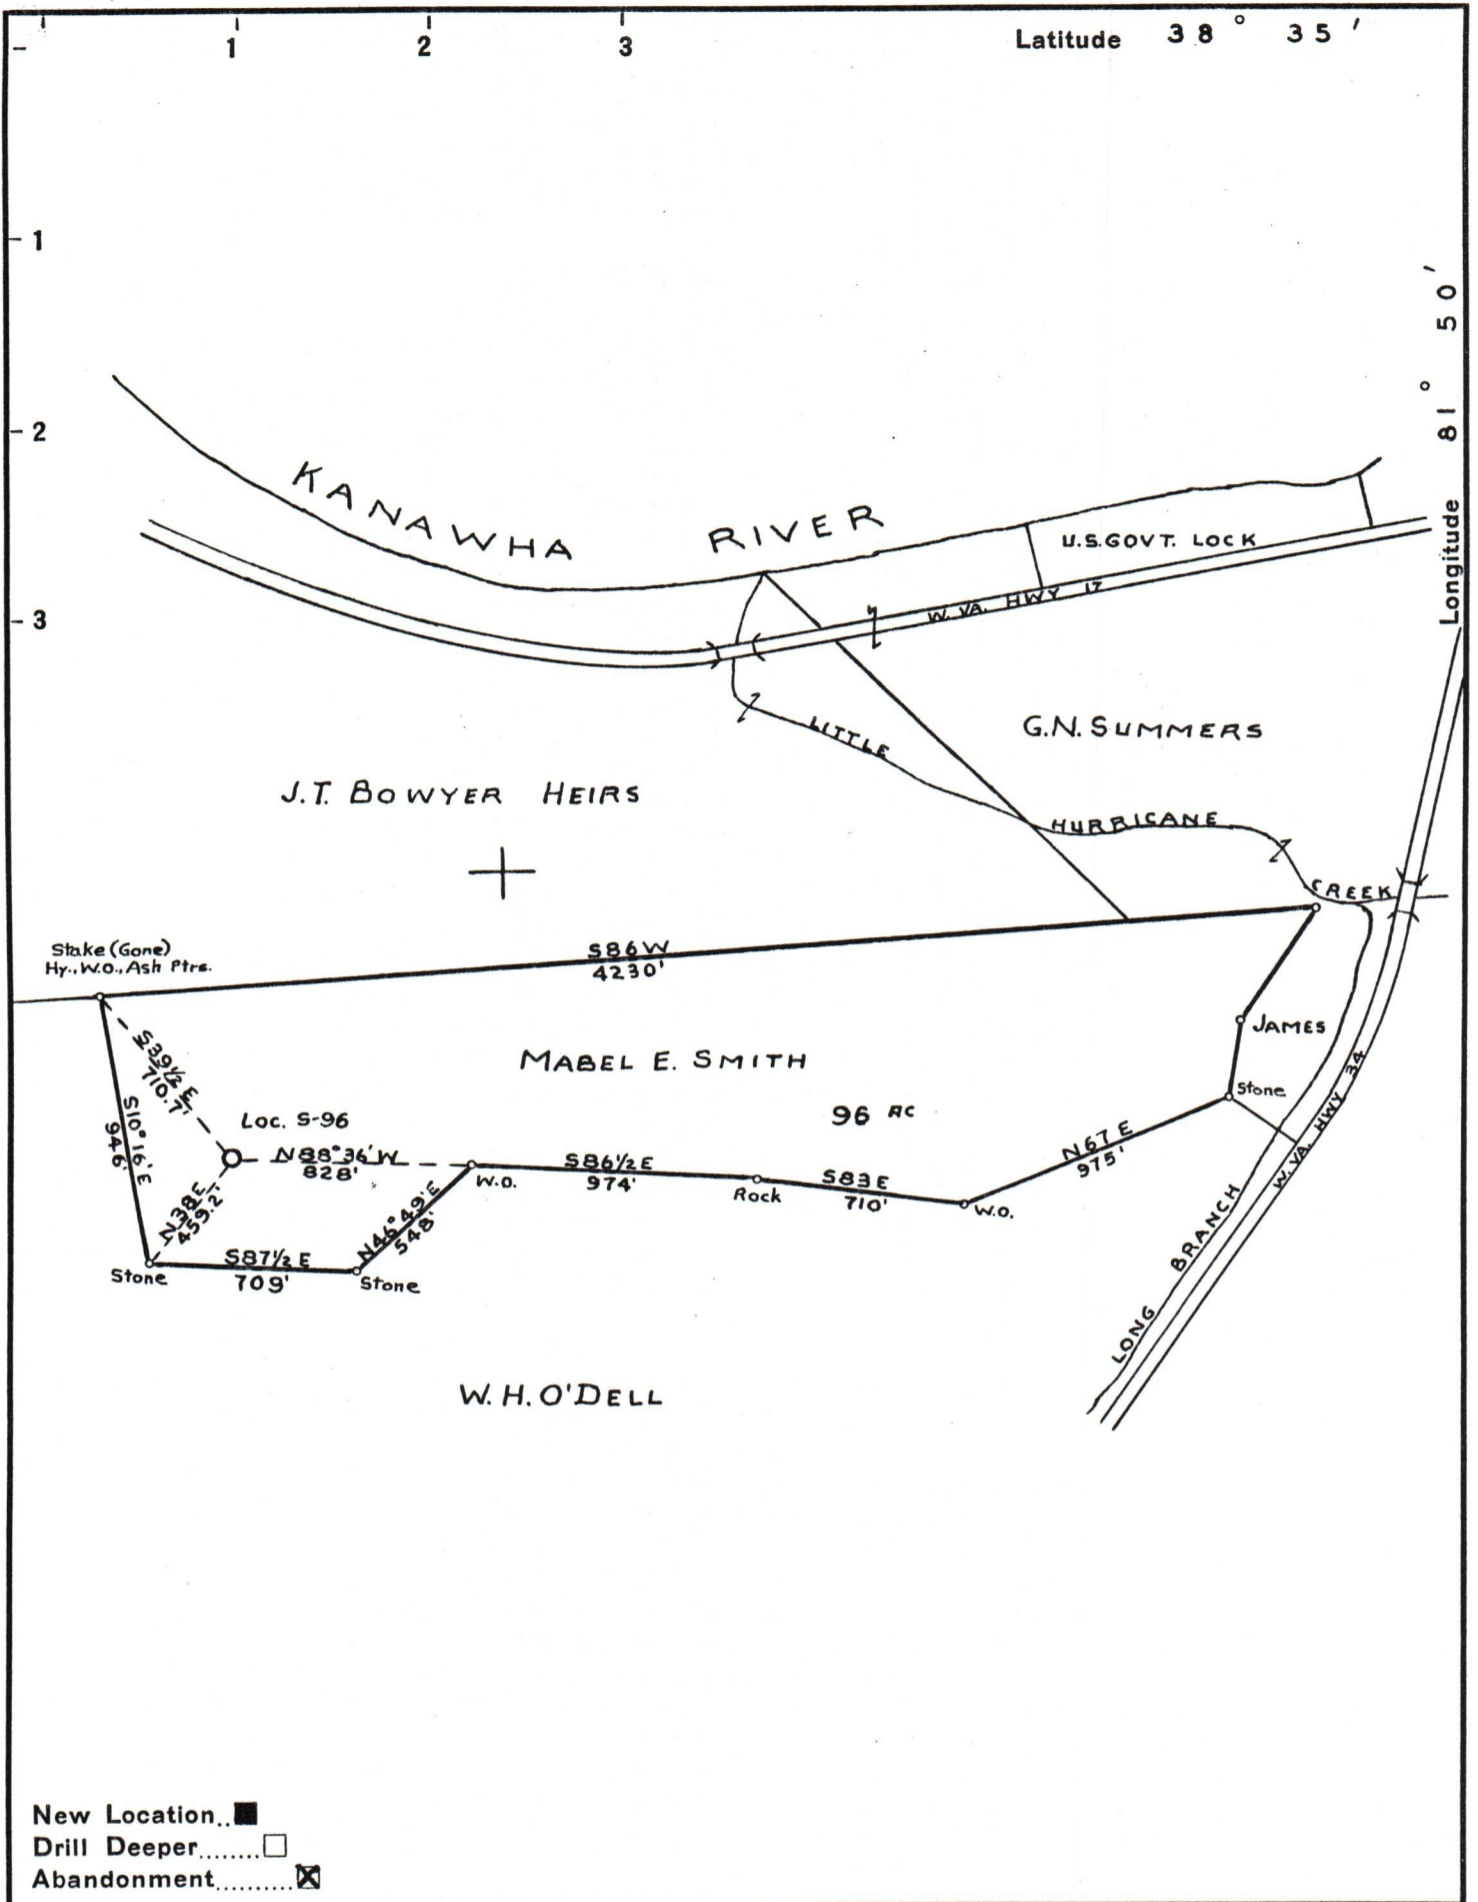 1 2 3 Latitude 38° 35'
1
2
3
Longitude 81° 50'
KANAWHA RIVER
U.S. GOVT. LOCK
W. VA. HWY 17
LITTLE HURRICANE CREEK
G.N. SUMMERS
J.T. BOWYER HEIRS
Stake (Gone)
Hy., W.O., Ash Ptrs.
S86W
4230'
JAMES
MABEL E. SMITH
96 AC
S39½E
710.7'
S10°16'E
946'
Loc. S-96
N88°36'W
828'
W.O.
S86½E
974'
Rock
S83E
710'
W.O.
N67E
975'
Stone
W. VA. HWY 34
N38E
459.2'
N46°49'E
548'
Stone
S87½E
709'
Stone
LONG BRANCH
W. H. O'DELL
New Location..
Drill Deeper........
Abandonment..........